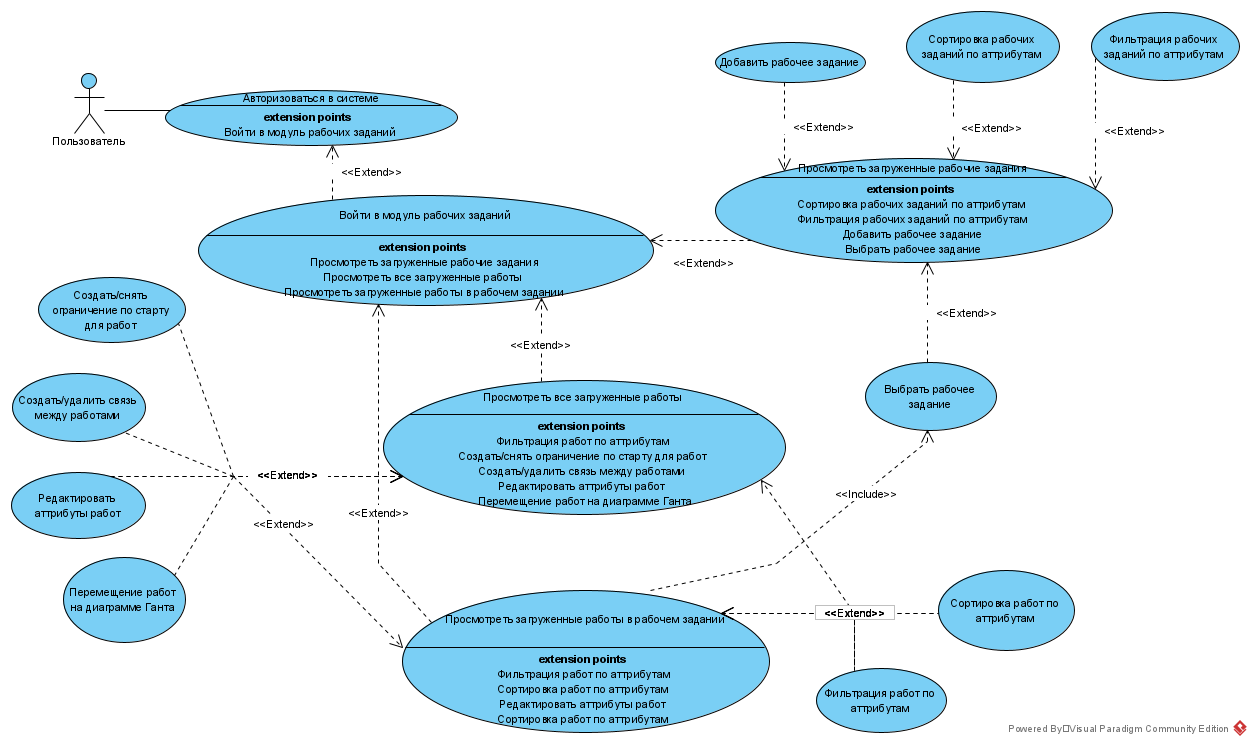 Пользователь
Авторизоваться в системе
extension points
Войти в модуль рабочих заданий
<<Extend>>
Войти в модуль рабочих заданий
extension points
Просмотреть загруженные рабочие задания
Просмотреть все загруженные работы
Просмотреть загруженные работы в рабочем задании
Добавить рабочее задание
Сортировка рабочих
заданий по аттрибутам
Фильтрация рабочих
заданий по аттрибутам
<<Extend>>
<<Extend>>
<<Extend>>
Просмотреть загруженные рабочие задания
extension points
Сортировка рабочих заданий по аттрибутам
Фильтрация рабочих заданий по аттрибутам
Добавить рабочее задание
Выбрать рабочее задание
<<Extend>>
<<Extend>>
Выбрать рабочее
задание
<<Include>>
Создать/снять
ограничение по старту
для работ
Создать/удалить связь
между работами
Редактировать
аттрибуты работ
Перемещение работ
на диаграмме Ганта
<<Extend>>
<<Extend>>
<<Extend>>
<<Extend>>
Просмотреть все загруженные работы
extension points
Фильтрация работ по аттрибутам
Создать/снять ограничение по старту для работ
Создать/удалить связь между работами
Редактировать аттрибуты работ
Перемещение работ на диаграмме Ганта
Просмотреть загруженные работы в рабочем задании
extension points
Фильтрация работ по аттрибутам
Сортировка работ по аттрибутам
Редактировать аттрибуты работ
Сортировка работ по аттрибутам
<<Extend>>
Сортировка работ по
аттрибутам
Фильтрация работ по
аттрибутам
Powered By Visual Paradigm Community Edition